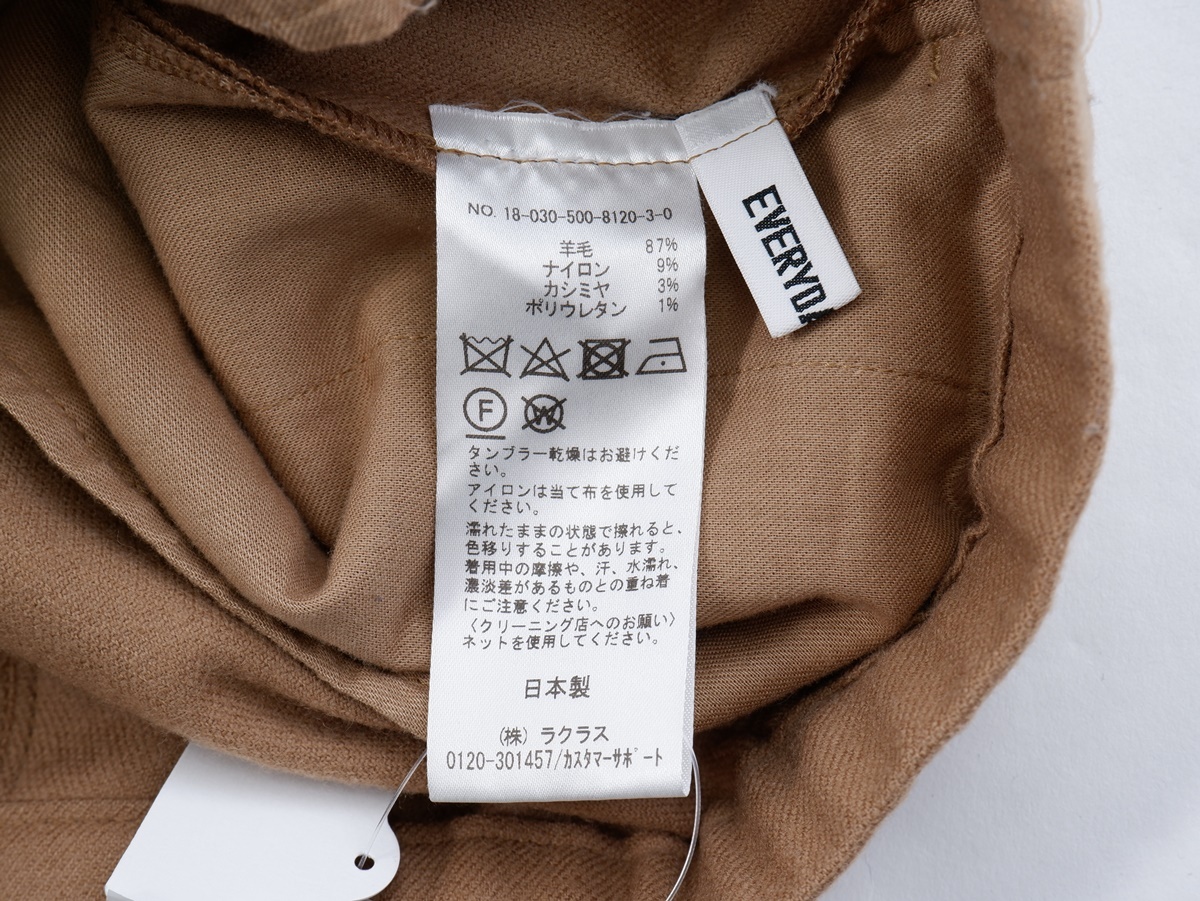 NO. 18-030-500-8120-3-0
羊毛 87%
ナイロン 9%
カシミヤ 3%
ポリウレタン 1%
F
W
タンブラー乾燥はお避けくだ
さい。
アイロンは当て布を使用して
ください。
濡れたままの状態で擦れると、
色移りすることがあります。
着用中の摩擦や、汗、水濡れ、
濃淡差があるものとの重ね着
にご注意ください。
〈クリーニング店へのお願い〉
ネットを使用してください。
日本製
(株) ラクラス
0120-301457/ｶｽﾀﾏｰｻﾎﾟｰﾄ
EVERYDA